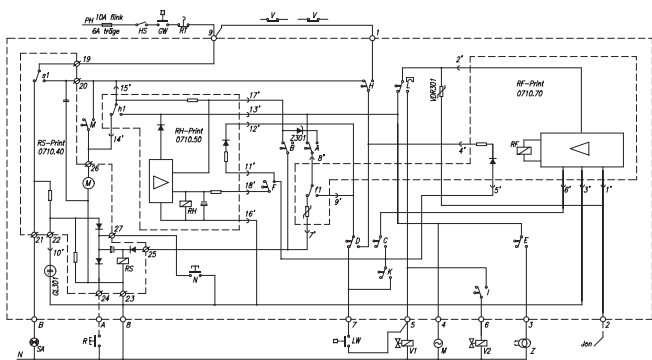 PH 10A flink
6A träge
HS
GW
RT
V
V
9
1
19
20
s1
15'
h1
17'
13'
12'
H
L
2'
VDR301
RF-Print
0710.70
RS-Print
0710.40
M
14'
RH-Print
0710.50
Z301
B
A
8'
4'
RF
26
M
11'
18'
F
RH
f1
9'
5'
6'
3'
1'
16'
7'
27
21
22
10'
25
RS
GL301
24
23
N
D
C
K
E
I
B
A
8
7
5
4
6
3
2
SA
R
LW
V1
M
V2
Z
Jon
N